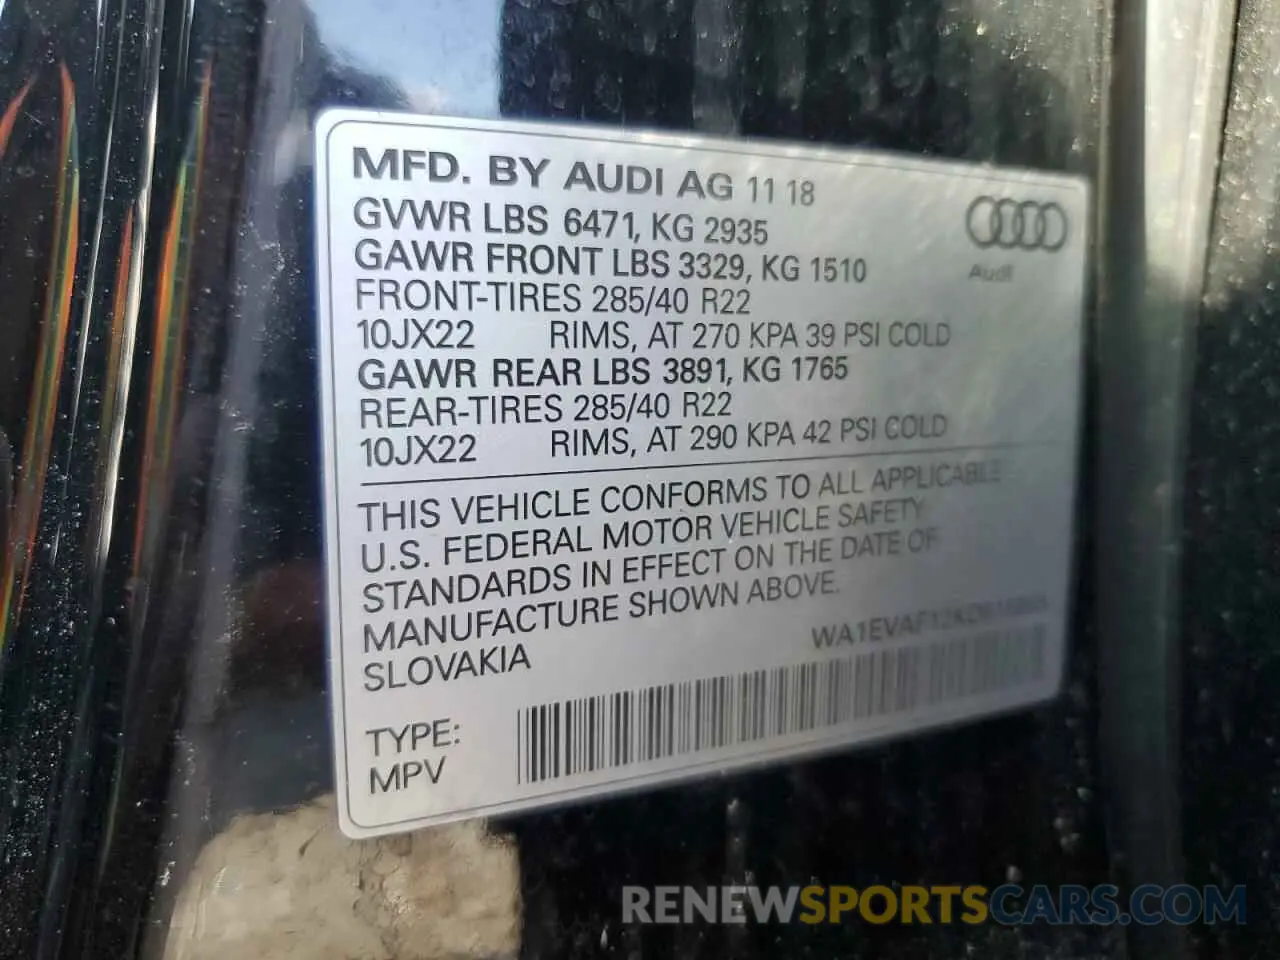 MFD. BY AUDI AG 11 18
GVWR LBS 6471, KG 2935
GAWR FRONT LBS 3329, KG 1510
FRONT-TIRES 285/40 R22
10JX22 RIMS, AT 270 KPA 39 PSI COLD
GAWR REAR LBS 3891, KG 1765
REAR-TIRES 285/40 R22
10JX22 RIMS, AT 290 KPA 42 PSI COLD
Audi
THIS VEHICLE CONFORMS TO ALL APPLICABLE
U.S. FEDERAL MOTOR VEHICLE SAFETY
STANDARDS IN EFFECT ON THE DATE OF
MANUFACTURE SHOWN ABOVE.
SLOVAKIA
TYPE:
MPV
RENEWSPORTSCARS.COM